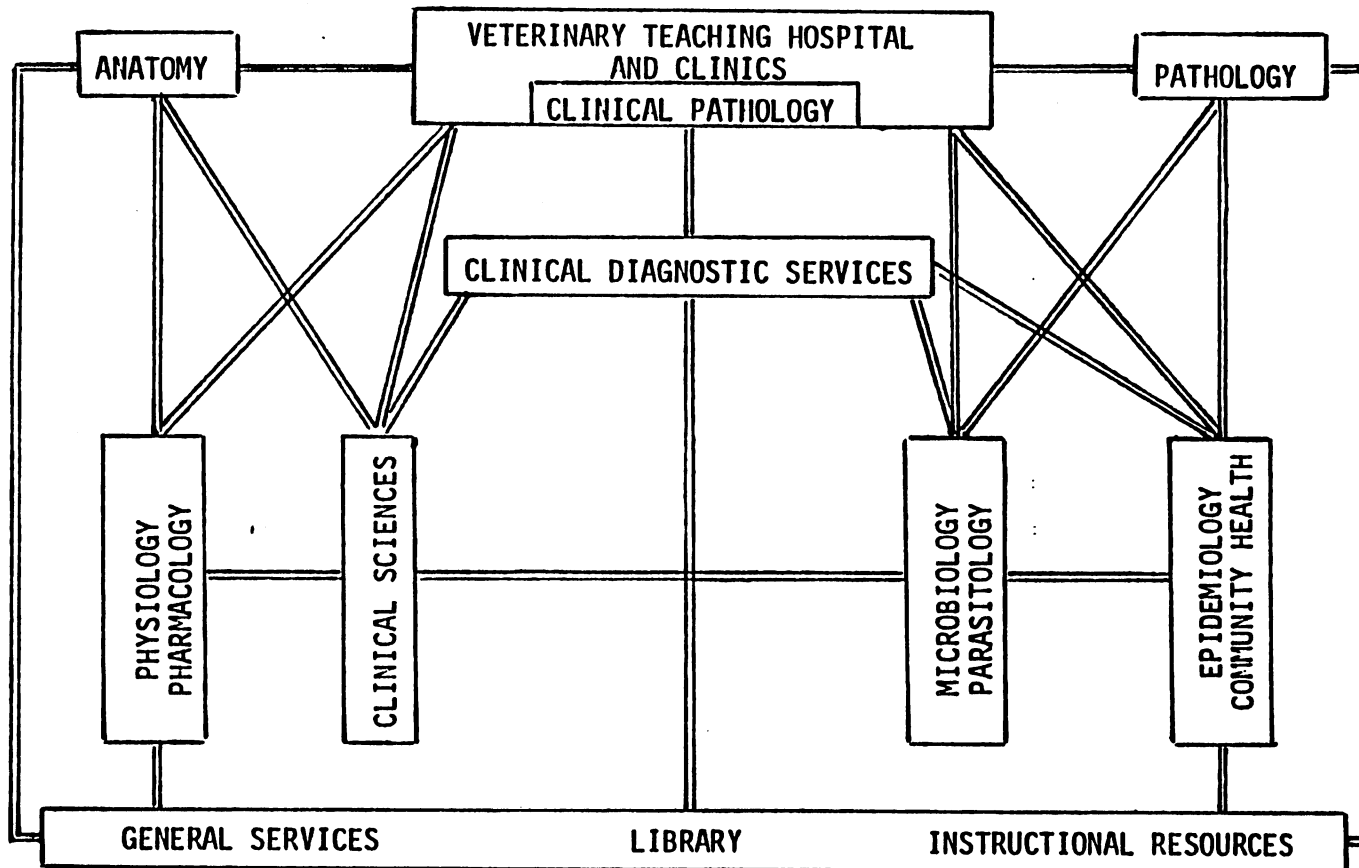 ANATOMY
VETERINARY TEACHING HOSPITAL
AND CLINICS
CLINICAL PATHOLOGY
PATHOLOGY
CLINICAL DIAGNOSTIC SERVICES
PHYSIOLOGY
PHARMACOLOGY
CLINICAL SCIENCES
MICROBIOLOGY
PARASITOLOGY
EPIDEMIOLOGY
COMMUNITY HEALTH
GENERAL SERVICES
LIBRARY
INSTRUCTIONAL RESOURCES